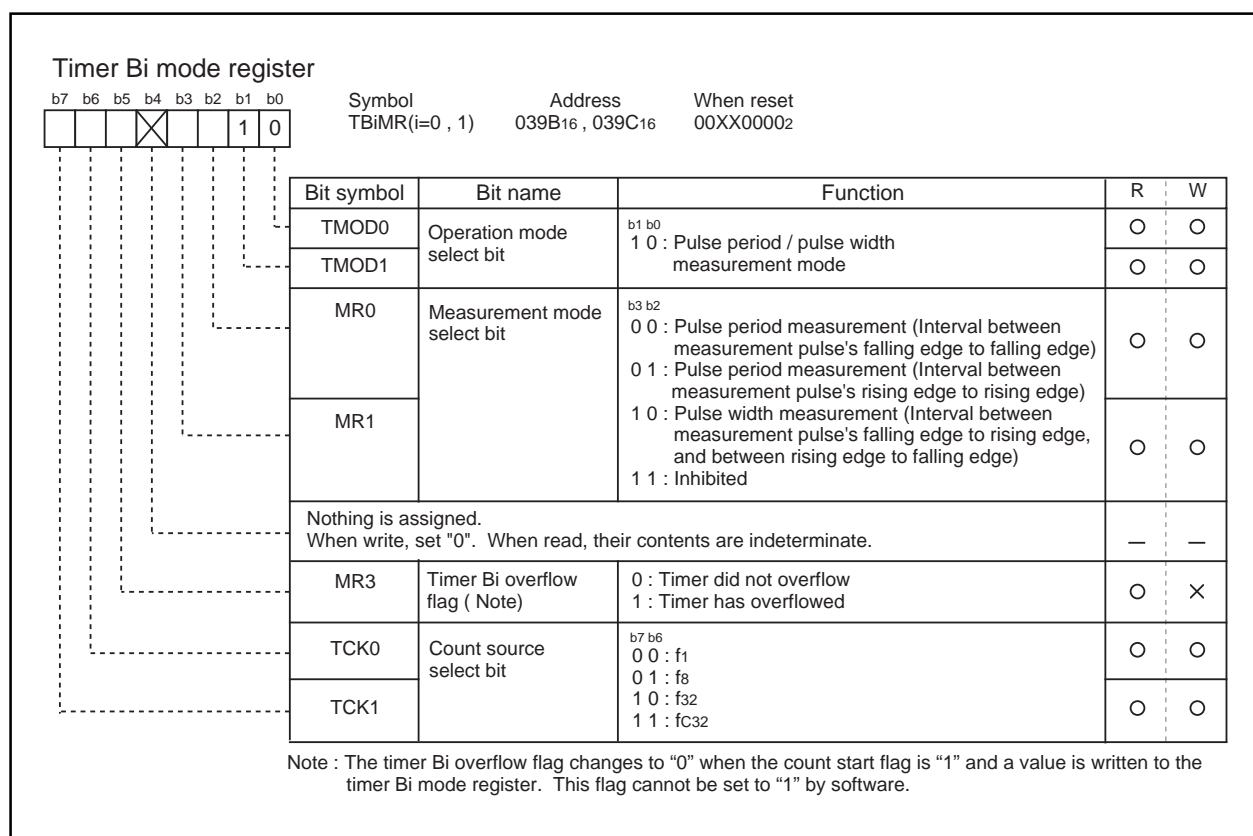 Timer Bi mode register
b7 b6 b5 b4 b3 b2 b1 b0
1 0
Symbol Address When reset
TBiMR(i=0 , 1) 039B16 , 039C16 00XX00002
Bit symbol Bit name Function R W
TMOD0 Operation mode select bit
b1 b0
1 0 : Pulse period / pulse width
measurement mode
TMOD1
MR0 Measurement mode select bit
b3 b2
0 0 : Pulse period measurement (Interval between
measurement pulse's falling edge to falling edge)
0 1 : Pulse period measurement (Interval between
measurement pulse's rising edge to rising edge)
MR1
1 0 : Pulse width measurement (Interval between
measurement pulse's falling edge to rising edge,
and between rising edge to falling edge)
1 1 : Inhibited
Nothing is assigned.
When write, set "0". When read, their contents are indeterminate. – –
MR3 Timer Bi overflow flag ( Note)
0 : Timer did not overflow
1 : Timer has overflowed
TCK0 Count source select bit
b7 b6
0 0 : f1
0 1 : f8
TCK1
1 0 : f32
1 1 : fC32
Note : The timer Bi overflow flag changes to “0” when the count start flag is “1” and a value is written to the
timer Bi mode register. This flag cannot be set to “1” by software.